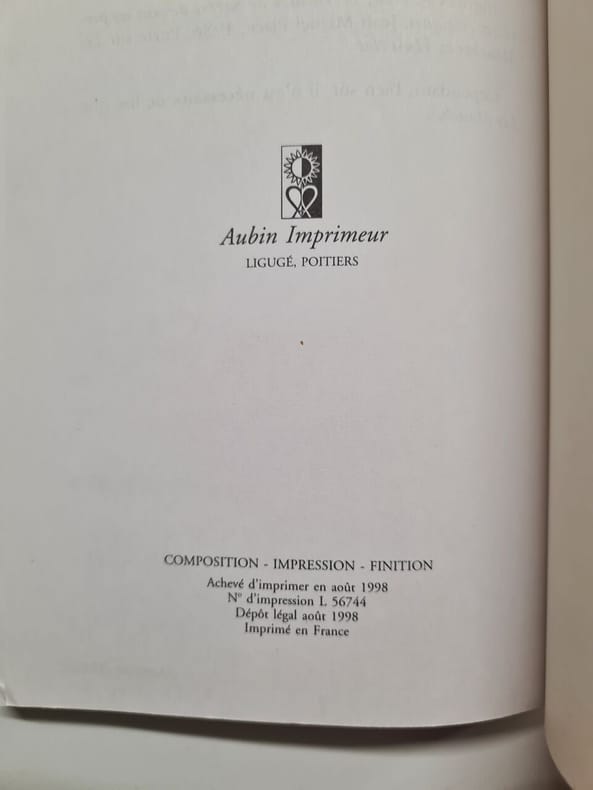 Aubin Imprimeur
LIGUGÉ, POITIERS
COMPOSITION - IMPRESSION - FINITION
Achevé d'imprimer en août 1998
N° d'impression L 56744
Dépôt légal août 1998
Imprimé en France